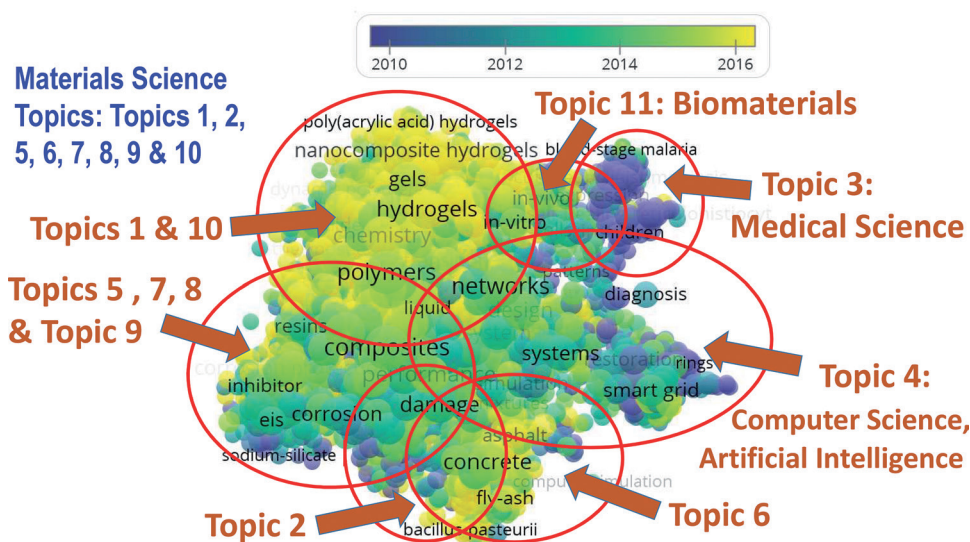 2010 2012 2014 2016
Materials Science
Topics: Topics 1, 2,
5, 6, 7, 8, 9 & 10
Topic 11: Biomaterials
poly(acrylic acid) hydrogels
nanocomposite hydrogels
gels
hydrogels
chemistry
polymers
liquid
networks
in-vivo
in-vitro
children
patterns
diagnosis
design
Topic 3:
Medical Science
Topics 1 & 10
Topics 5 , 7, 8
& Topic 9
resins
composites
performance
inhibitor
eis
corrosion
sodium-silicate
damage
simulation
systems
restoration
rings
smart grid
Topic 4:
Computer Science,
Artificial Intelligence
asphalt
concrete
fly-ash
bacillus pasteurii
Topic 2
Topic 6